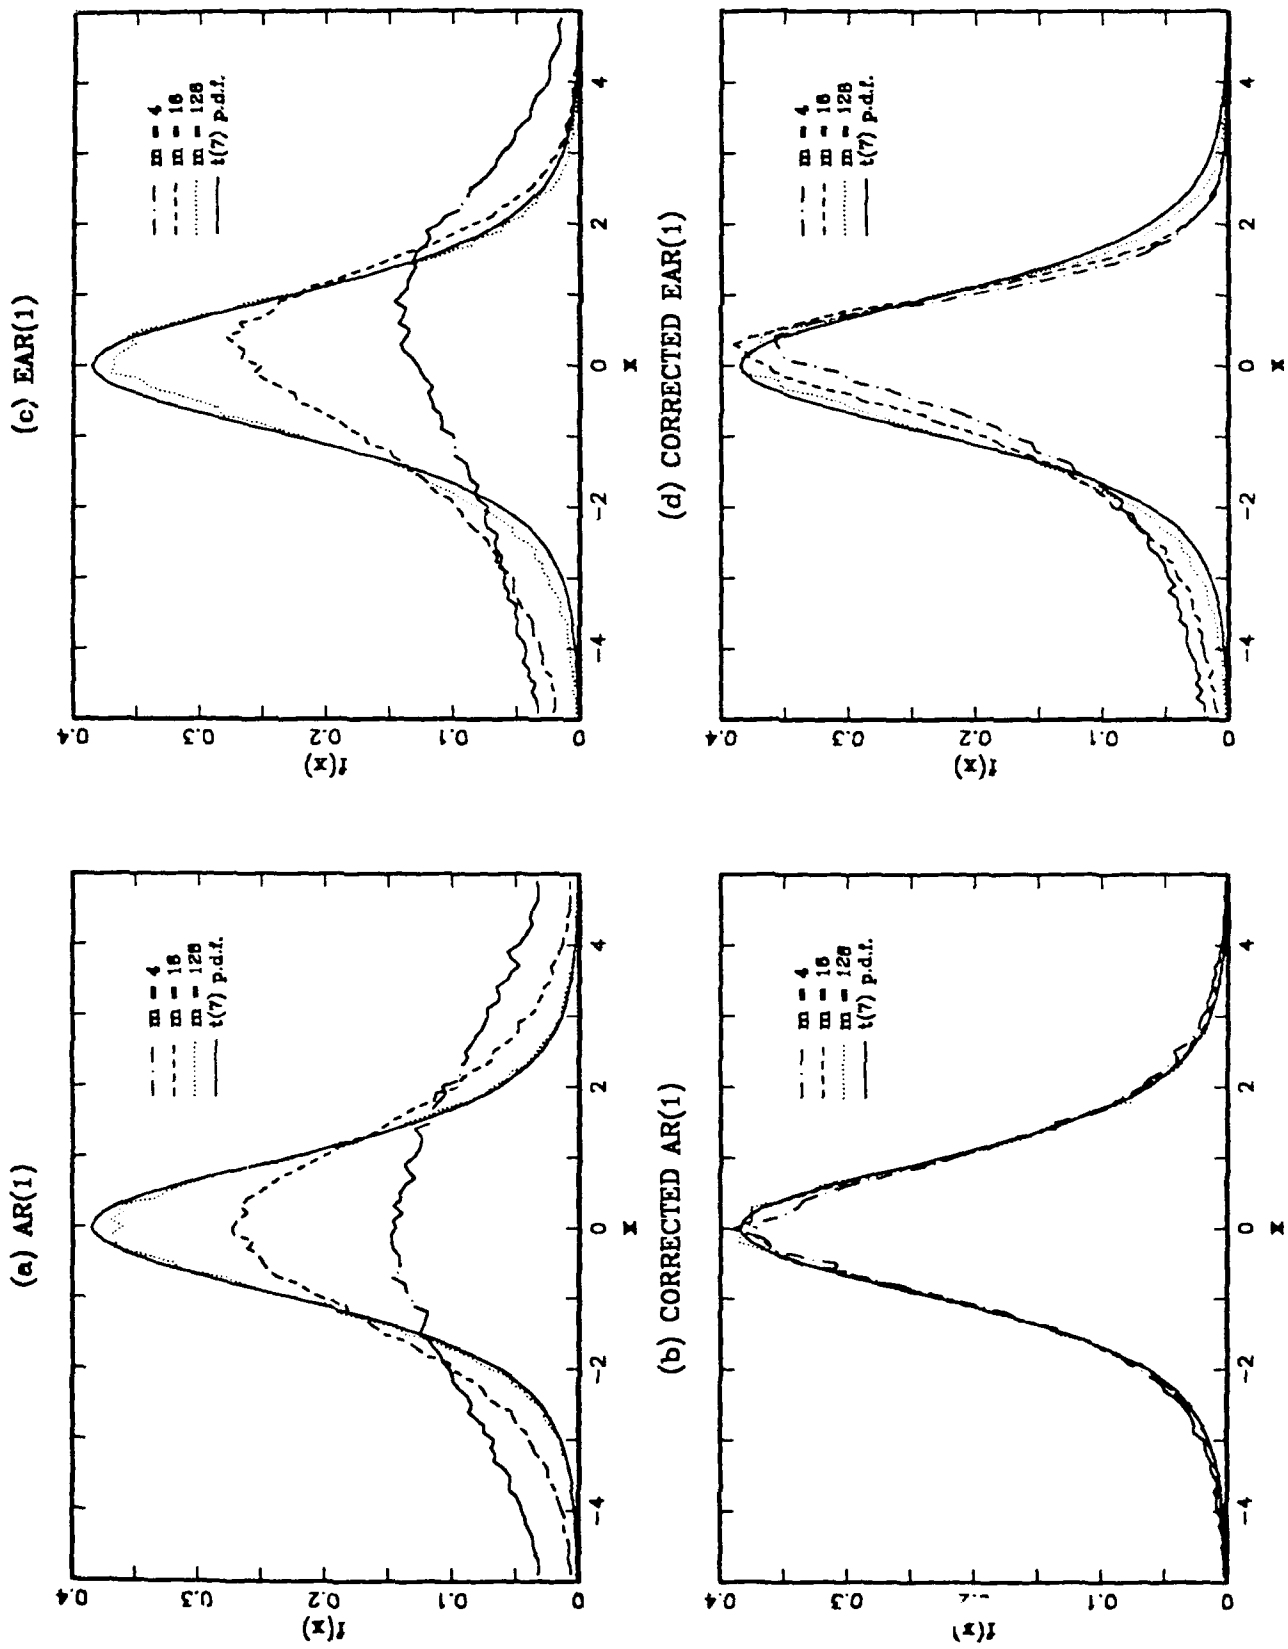 (a) AR(1)
f(x)
0.4
0.3
0.2
0.1
0
-4
-2
0
2
4
x
m = 4
m = 16
m = 128
t(7) p.d.f.
(c) EAR(1)
f(x)
0.4
0.3
0.2
0.1
0
-4
-2
0
2
4
x
m = 4
m = 16
m = 128
t(7) p.d.f.
(b) CORRECTED AR(1)
0.4
0.3
0.1
0
-4
-2
0
2
4
x
m = 4
m = 16
m = 128
t(7) p.d.f.
(d) CORRECTED EAR(1)
f(x)
0.4
0.3
0.2
0.1
0
-4
-2
0
2
4
x
m = 4
m = 16
m = 128
t(7) p.d.f.